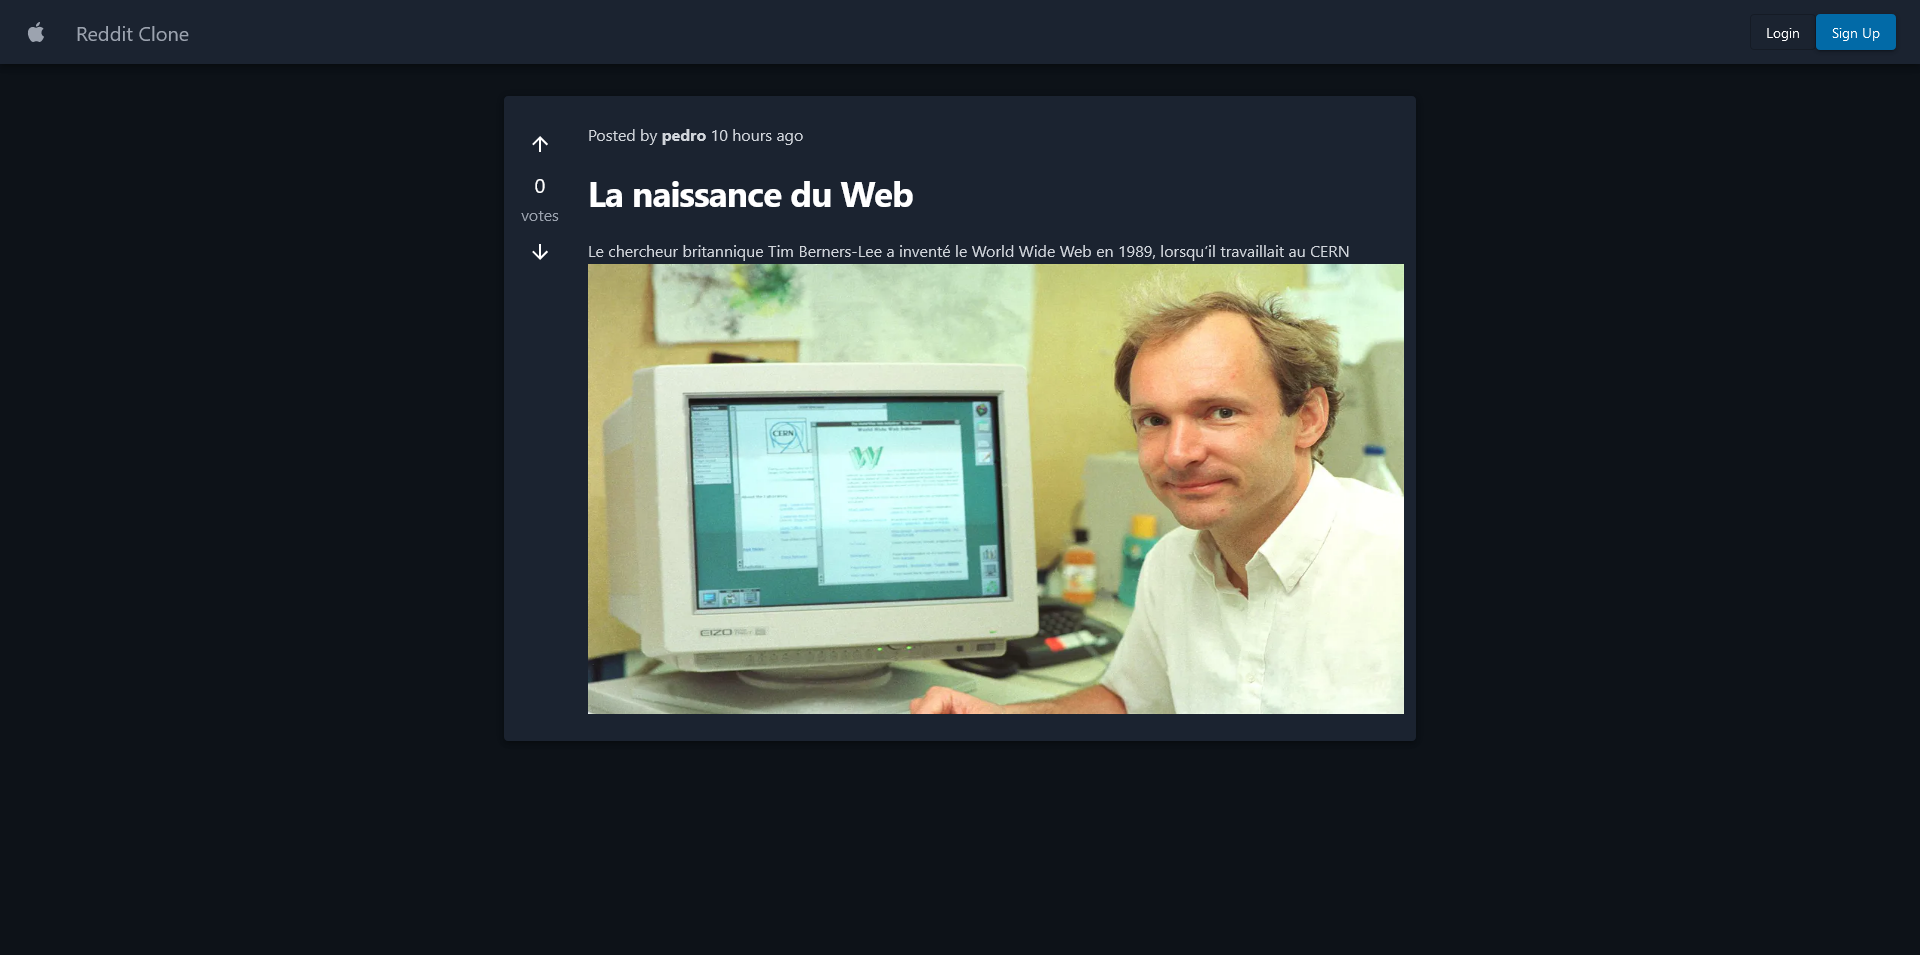 Reddit Clone
Login
Sign Up
Posted by pedro 10 hours ago
0
votes
La naissance du Web
Le chercheur britannique Tim Berners-Lee a inventé le World Wide Web en 1989, lorsqu’il travaillait au CERN
CERN
W
EIZO